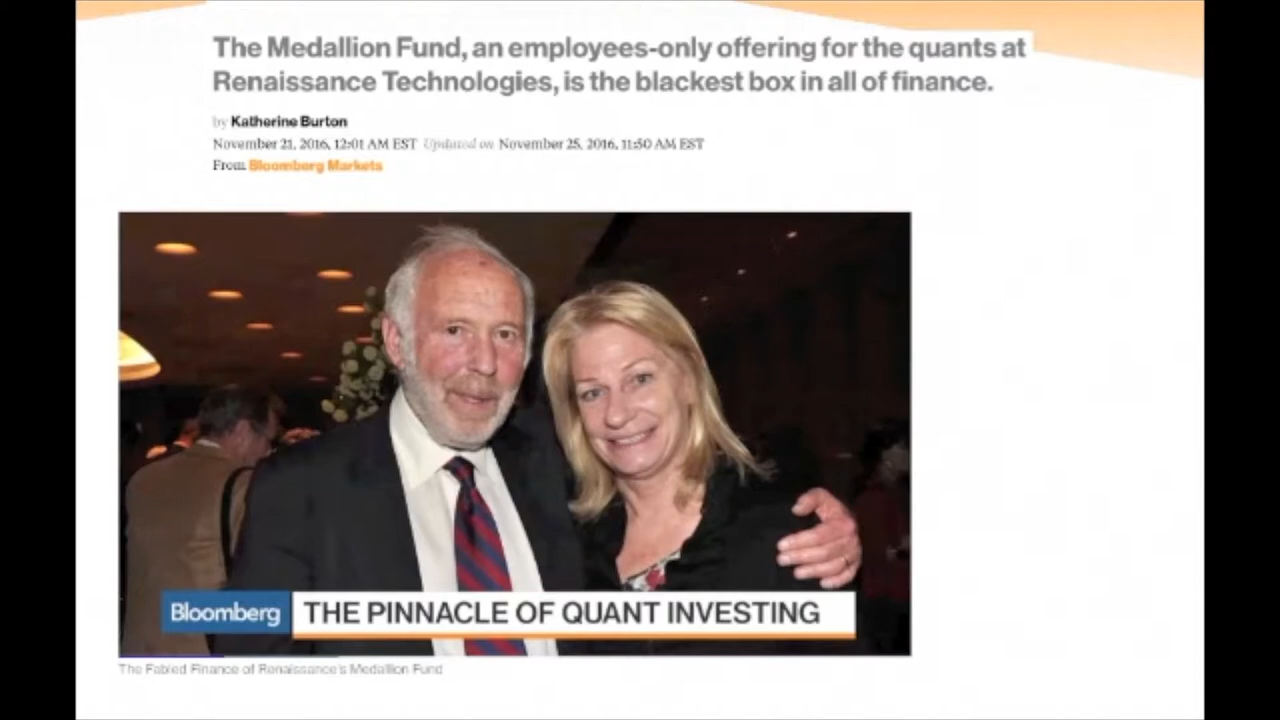 The Medallion Fund, an employees-only offering for the quants at
Renaissance Technologies, is the blackest box in all of finance.
by Katherine Burton
November 21, 2016, 12:01 AM EST Updated on November 25, 2016, 11:50 AM EST
From Bloomberg Markets
Bloomberg THE PINNACLE OF QUANT INVESTING
The Fabled Finance of Renaissance's Medallion Fund